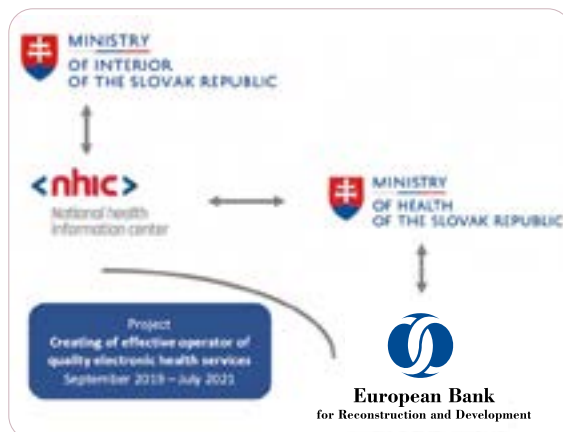 MINISTRY
OF INTERIOR
OF THE SLOVAK REPUBLIC
<nhic>
National health
information center
MINISTRY
OF HEALTH
OF THE SLOVAK REPUBLIC
Project
Creating of effective operator of
quality electronic health services
September 2019 – July 2021
European Bank
for Reconstruction and Development